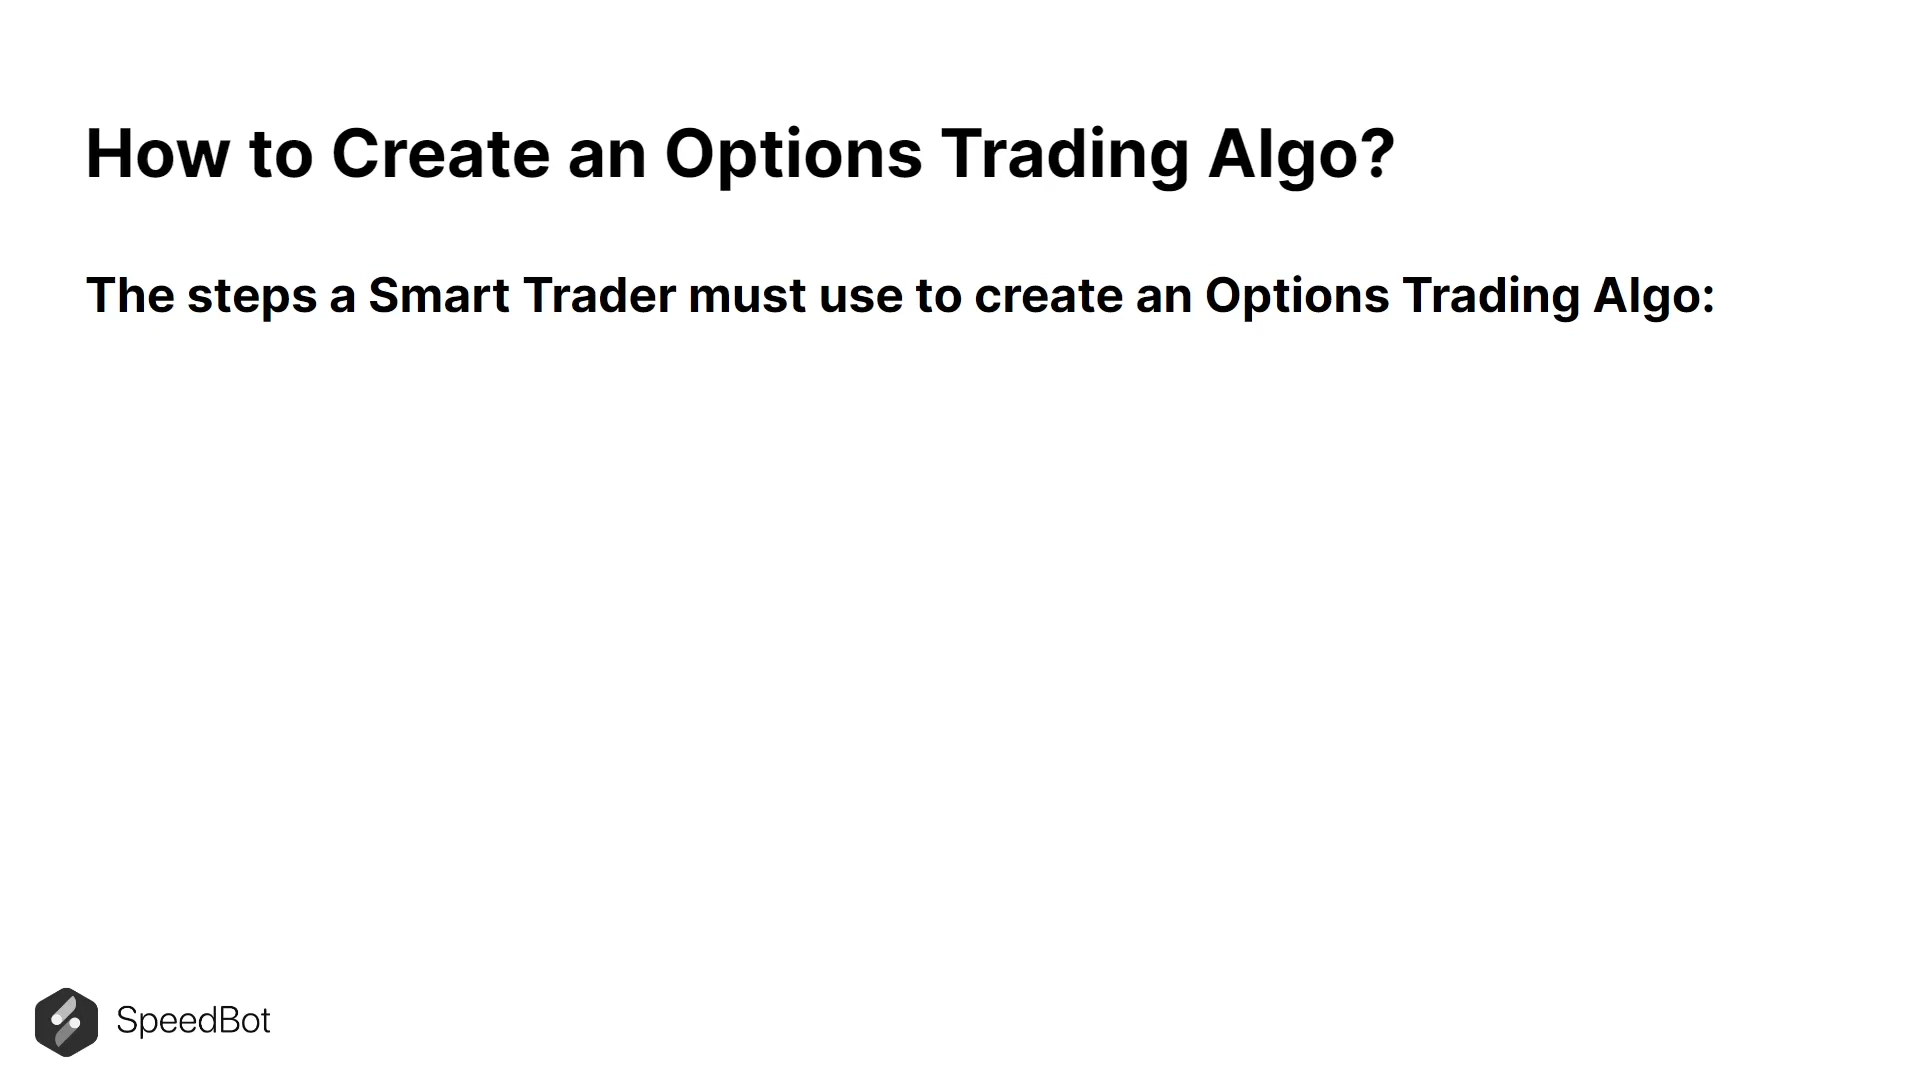 How to Create an Options Trading Algo?
The steps a Smart Trader must use to create an Options Trading Algo:
SpeedBot